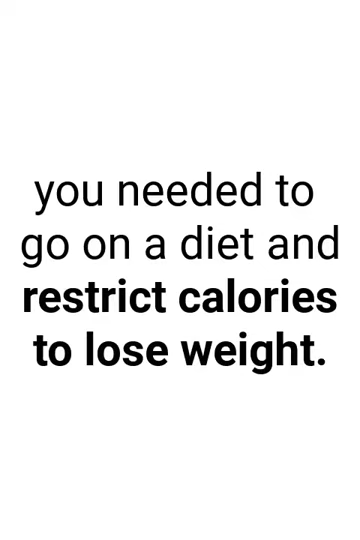 you needed to
go on a diet and
restrict calories
to lose weight.